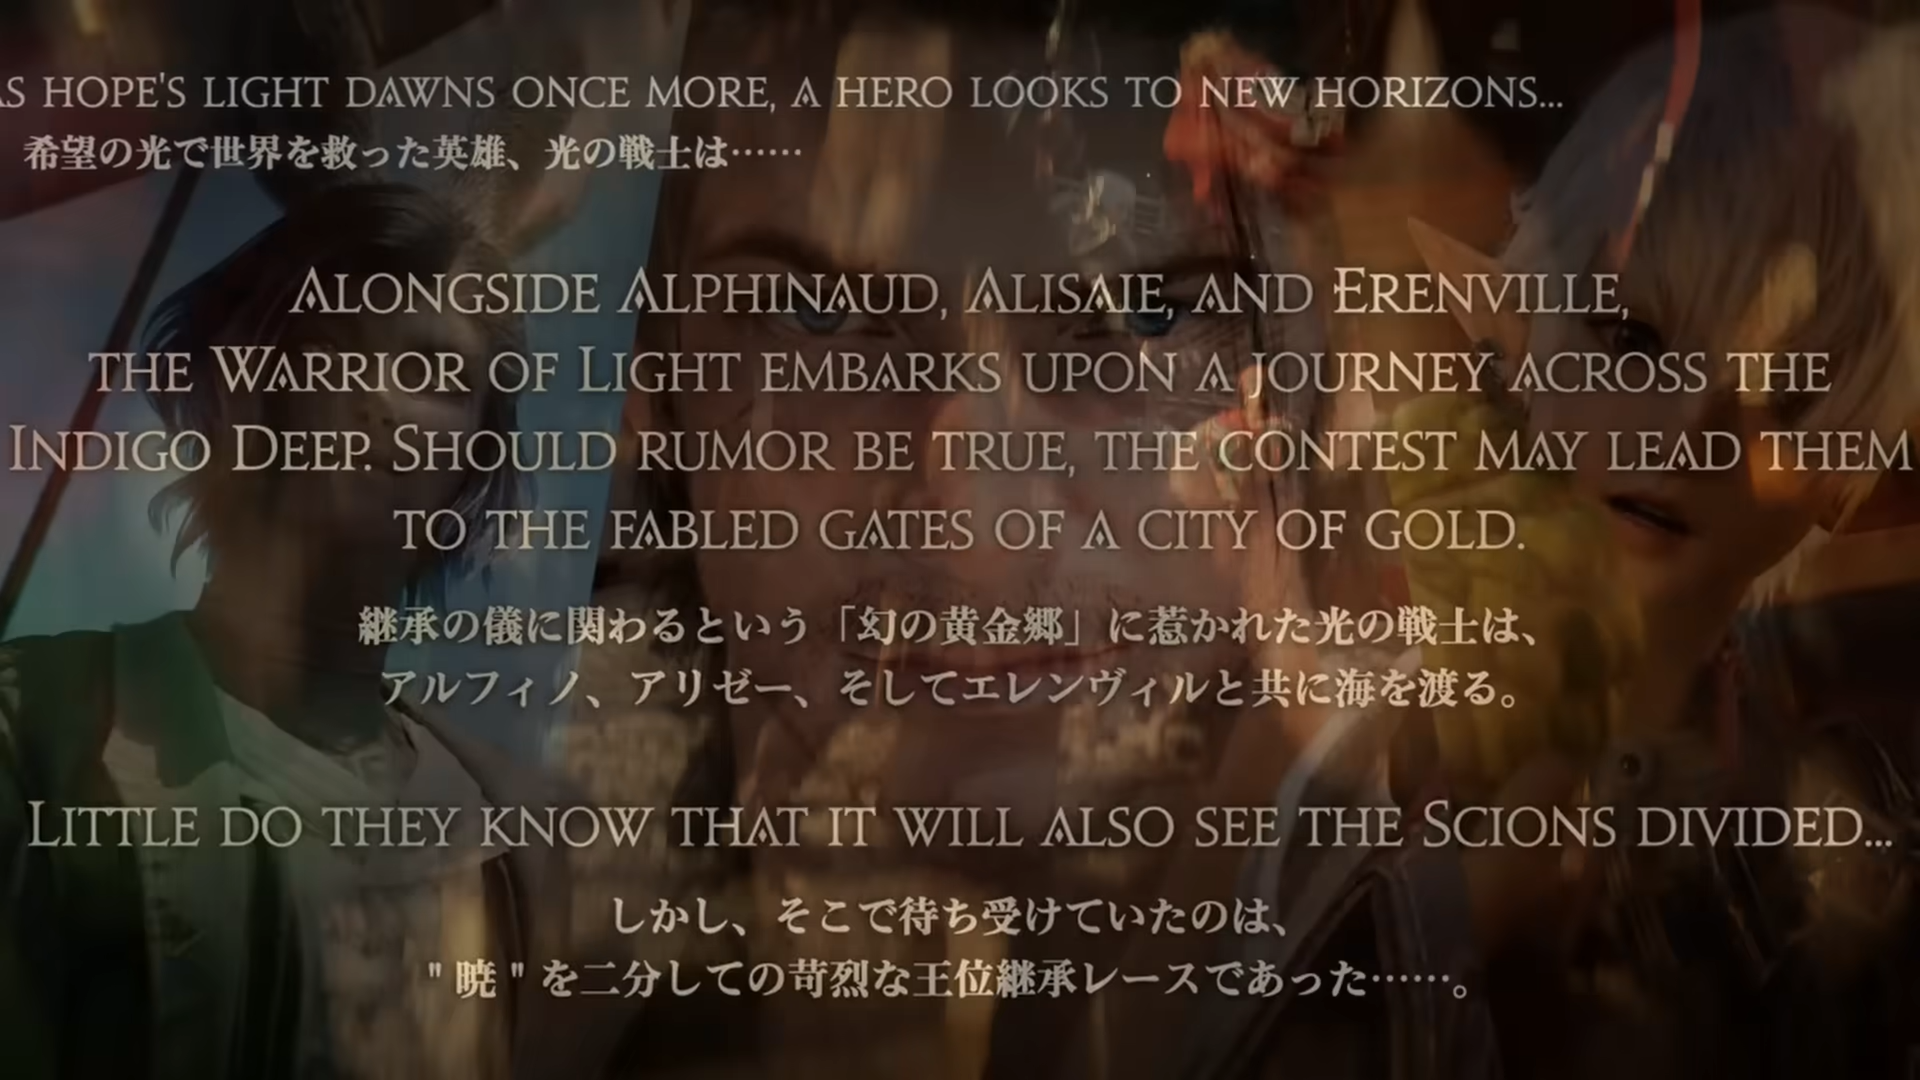 AS HOPE'S LIGHT DAWNS ONCE MORE, A HERO LOOKS TO NEW HORIZONS...
希望の光で世界を救った英雄、光の戦士は……
ALONGSIDE ALPHINAUD, ALISAIE, AND ERENVILLE,
THE WARRIOR OF LIGHT EMBARKS UPON A JOURNEY ACROSS THE
INDIGO DEEP. SHOULD RUMOR BE TRUE, THE CONTEST MAY LEAD THEM
TO THE FABLED GATES OF A CITY OF GOLD.
継承の儀に関わるという「幻の黄金郷」に惹かれた光の戦士は、
アルフィノ、アリゼー、そしてエレンヴィルと共に海を渡る。
LITTLE DO THEY KNOW THAT IT WILL ALSO SEE THE SCIONS DIVIDED...
しかし、そこで待ち受けていたのは、
"暁"を二分しての苛烈な王位継承レースであった……。